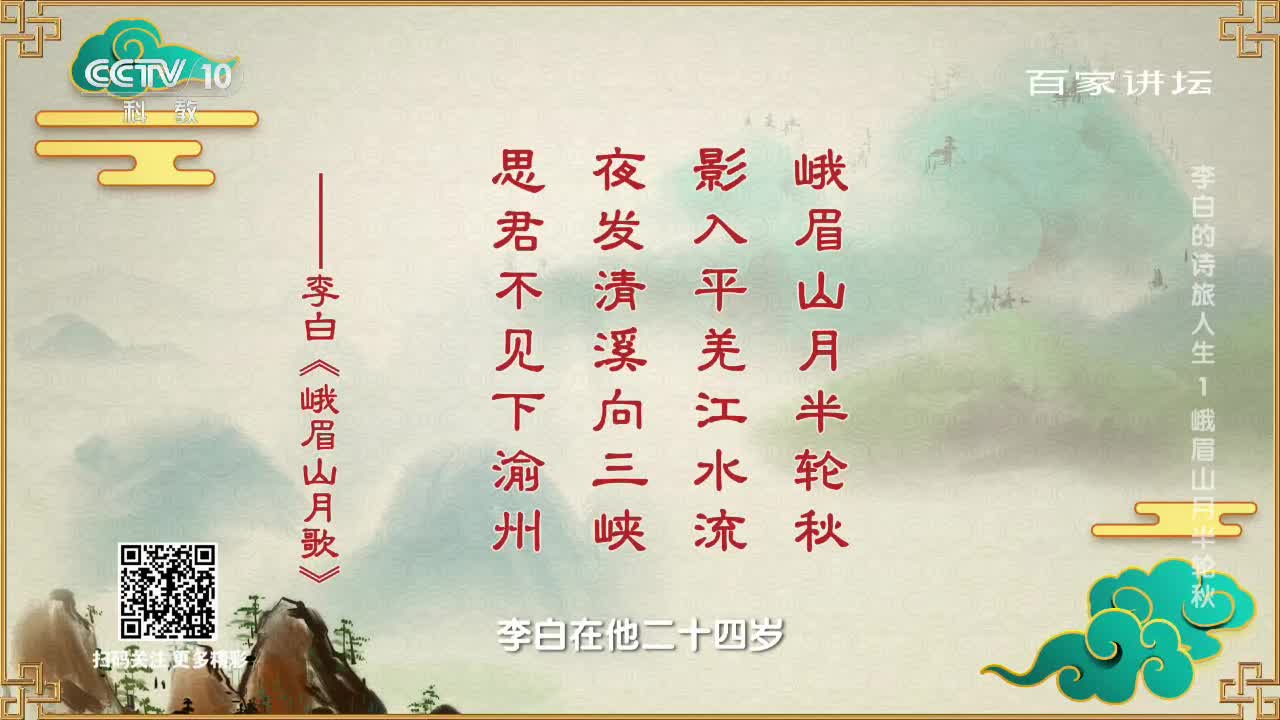 CCTV 10
科教
百家讲坛
李白的诗旅人生 1 峨眉山月半轮秋
峨眉山月半轮秋
影入平羌江水流
夜发清溪向三峡
思君不见下渝州
——李白《峨眉山月歌》
扫码关注 更多精彩
李白在他二十四岁